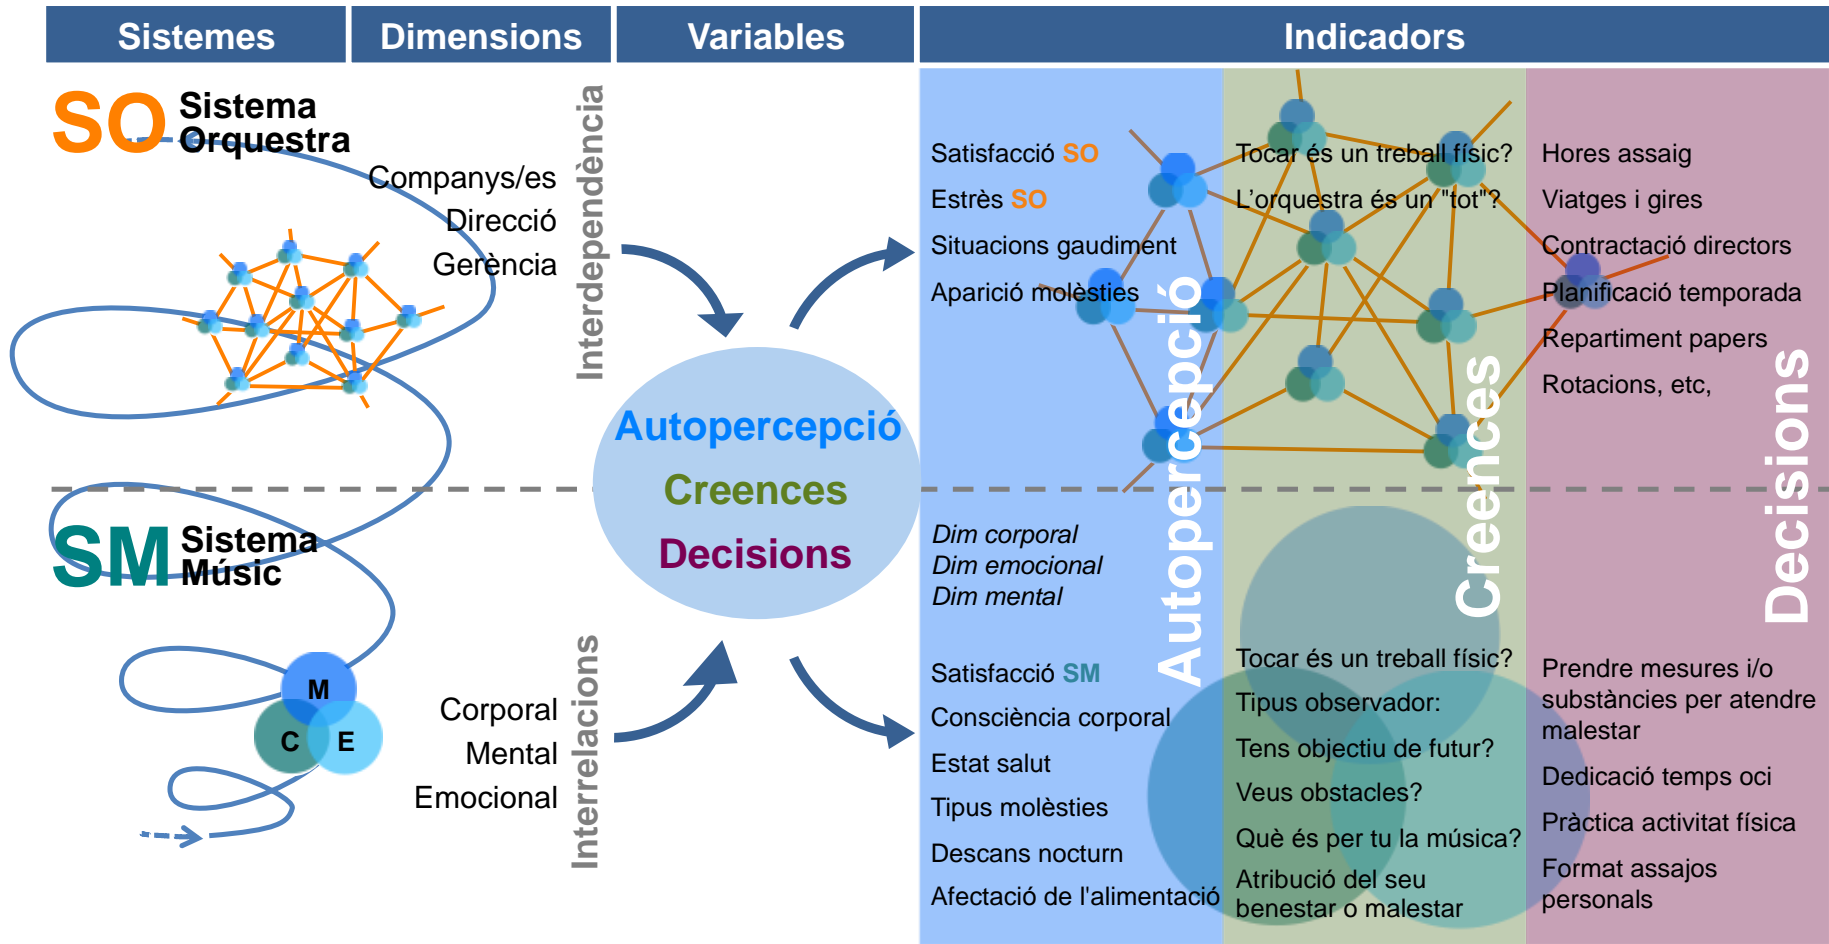 Sistemes
Dimensions
Variables
Indicadors
SO Sistema
Orquestra
Companys/es
Direcció
Gerència
Interdependència
SM Sistema
Músic
M
C
E
Corporal
Mental
Emocional
Interrelacions
Autopercepció
Creences
Decisions
Satisfacció SO
Estrès SO
Situacions gaudiment
Aparició molèsties
Dim corporal
Dim emocional
Dim mental
Satisfacció SM
Consciència corporal
Estat salut
Tipus molèsties
Descans nocturn
Afectació de l'alimentació
Autopercepció
Tocar és un treball físic?
L’orquestra és un "tot"?
Tocar és un treball físic?
Tipus observador:
Tens objectiu de futur?
Veus obstacles?
Què és per tu la música?
Atribució del seu
benestar o malestar
Creences
Hores assaig
Viatges i gires
Contractació directors
Planificació temporada
Repartiment papers
Rotacions, etc,
Prendre mesures i/o
substàncies per atendre
malestar
Dedicació temps oci
Pràctica activitat física
Format assajos
personals
Decisions